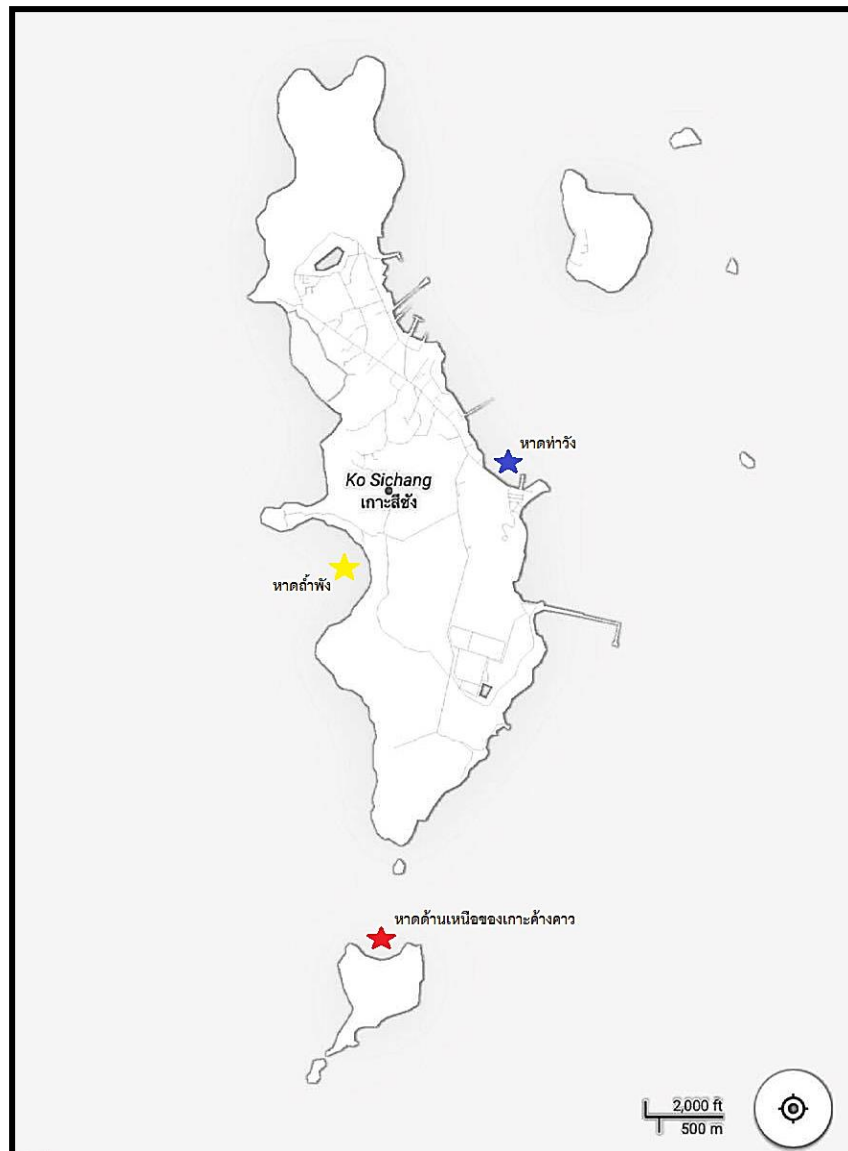 หาดท่าวัง
Ko Sichang
เกาะสีชัง
หาดถ้ำพัง
หาดด้านเหนือของเกาะค้างคาว
2,000 ft
500 m